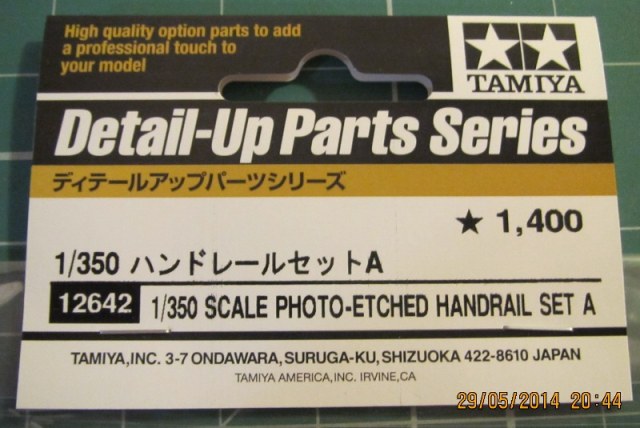 High quality option parts to add
a professional touch to
your model
TAMIYA
Detail-Up Parts Series
ディテールアップパーツシリーズ
★ 1,400
1/350 ハンドレールセットA
12642 1/350 SCALE PHOTO-ETCHED HANDRAIL SET A
TAMIYA,INC. 3-7 ONDAWARA,SURUGA-KU,SHIZUOKA 422-8610 JAPAN
TAMIYA AMERICA,INC. IRVINE,CA
29/05/2014 20:44